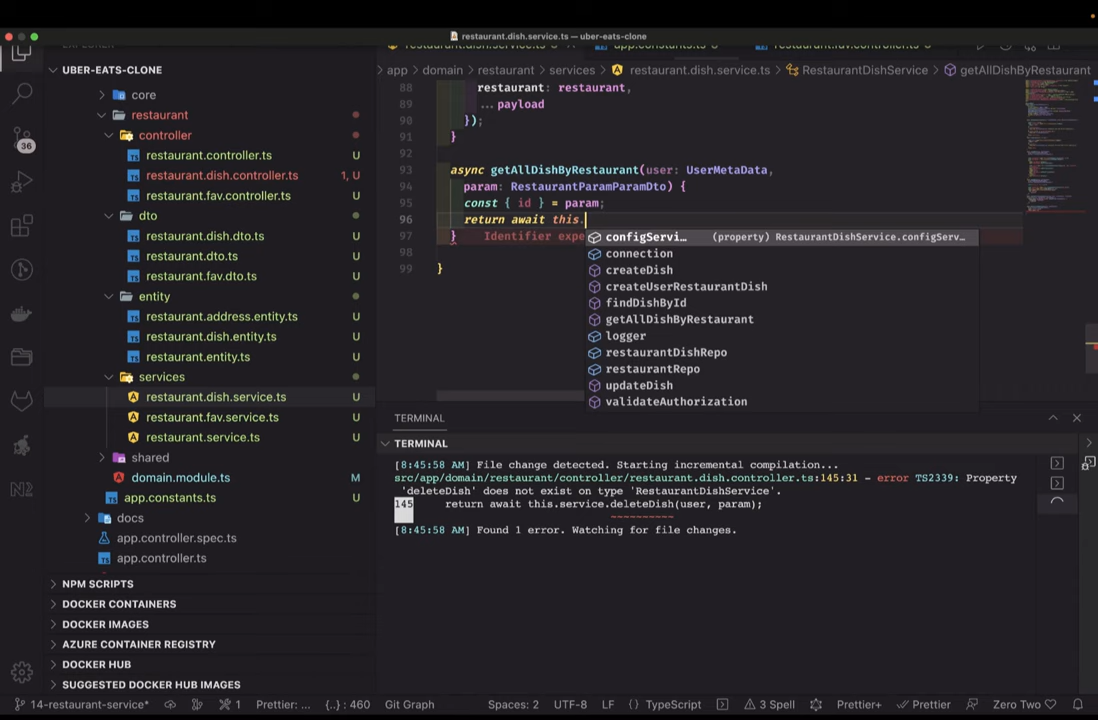 restaurant.dish.service.ts — uber-eats-clone
UBER-EATS-CLONE
core
restaurant
controller
restaurant.controller.ts U
restaurant.dish.controller.ts 1, U
restaurant.fav.controller.ts U
dto
restaurant.dish.dto.ts U
restaurant.dto.ts U
restaurant.fav.dto.ts U
entity
restaurant.address.entity.ts U
restaurant.dish.entity.ts U
restaurant.entity.ts U
services
restaurant.dish.service.ts U
restaurant.fav.service.ts U
restaurant.service.ts U
shared
domain.module.ts M
app.constants.ts U
docs
app.controller.spec.ts
app.controller.ts
NPM SCRIPTS
DOCKER CONTAINERS
DOCKER IMAGES
AZURE CONTAINER REGISTRY
DOCKER HUB
SUGGESTED DOCKER HUB IMAGES
36
> app > domain > restaurant > services > restaurant.dish.service.ts > RestaurantDishService > getAllDishByRestaurant
88 restaurant: restaurant,
89 ...payload
90 });
91 }
92
93 async getAllDishByRestaurant(user: UserMetaData,
94 param: RestaurantParamParamDto) {
95 const { id } = param;
96 return await this.
97 } Identifier expe
98
99 }
configServi… (property) RestaurantDishService.configServ…
connection
createDish
createUserRestaurantDish
findDishById
getAllDishByRestaurant
logger
restaurantDishRepo
restaurantRepo
updateDish
validateAuthorization
TERMINAL
TERMINAL
[8:45:58 AM] File change detected. Starting incremental compilation...
src/app/domain/restaurant/controller/restaurant.dish.controller.ts:145:31 - error TS2339: Property
'deleteDish' does not exist on type 'RestaurantDishService'.
145 return await this.service.deleteDish(user, param);
~~~~~~~~~~
[8:45:58 AM] Found 1 error. Watching for file changes.
14-restaurant-service* 1 Prettier: ... {..} : 460 Git Graph Spaces: 2 UTF-8 LF {} TypeScript 3 Spell Prettier+ Prettier Zero Two